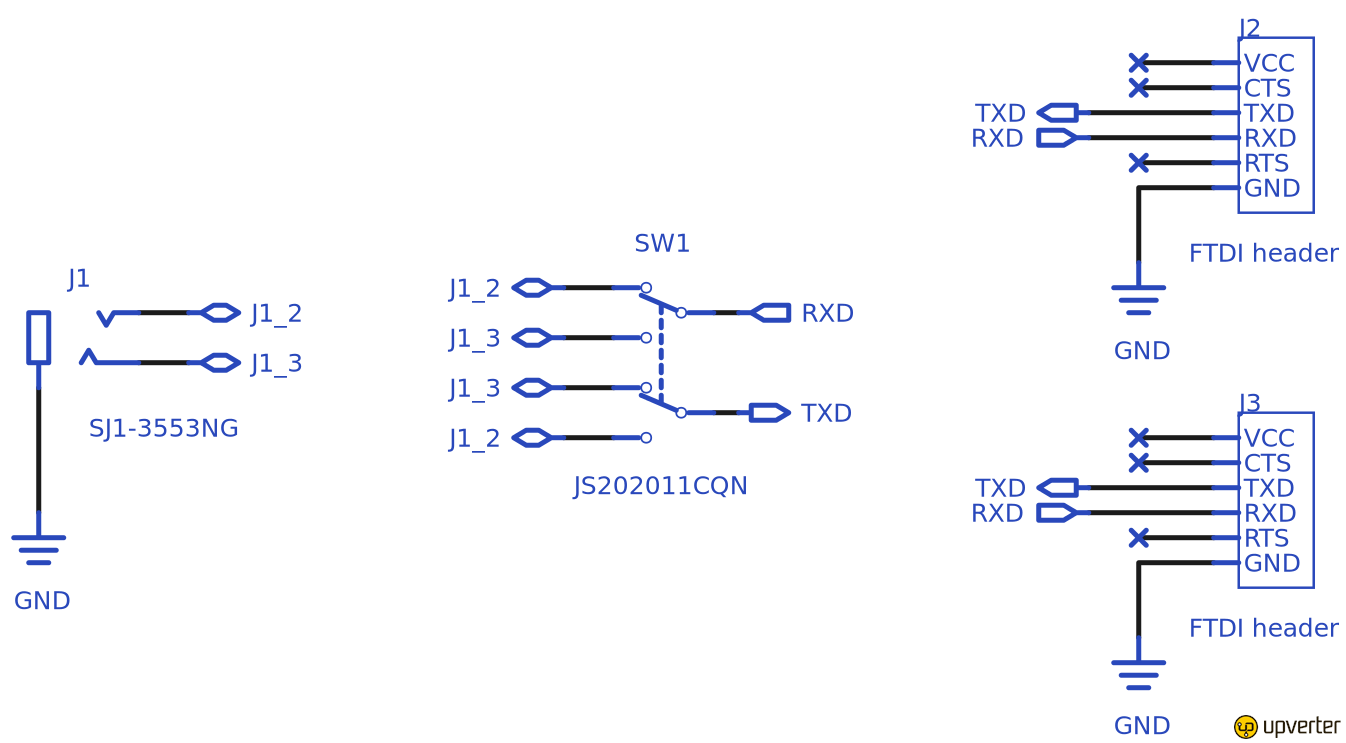 J1
J1_2
J1_3
SJ1-3553NG
GND
SW1
J1_2
RXD
J1_3
J1_3
TXD
J1_2
JS202011CQN
J2
VCC
CTS
TXD TXD
RXD RXD
RTS
GND
FTDI header
GND
J3
VCC
CTS
TXD TXD
RXD RXD
RTS
GND
FTDI header
GND
upverter